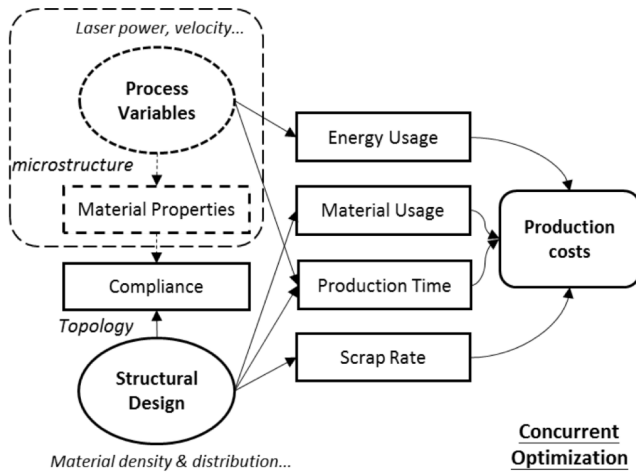 Laser power, velocity...
Process
Variables
microstructure
Material Properties
Compliance
Topology
Structural
Design
Material density & distribution...
Energy Usage
Material Usage
Production Time
Scrap Rate
Production
costs
Concurrent
Optimization